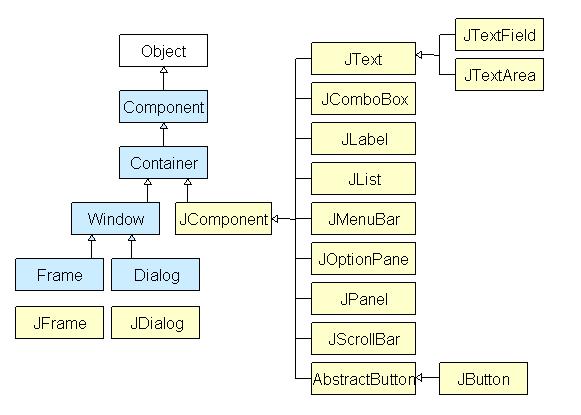 Object
Component
Container
Window
JComponent
Frame
Dialog
JFrame
JDialog
JText
JComboBox
JLabel
JList
JMenuBar
JOptionPane
JPanel
JScrollBar
AbstractButton
JTextField
JTextArea
JButton